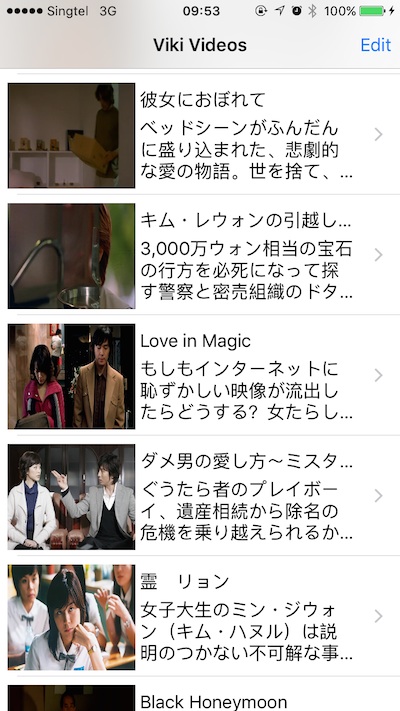 Singtel 3G 09:53 100%
Viki Videos Edit
彼女におぼれて
ベッドシーンがふんだん
に盛り込まれた、悲劇的
な愛の物語。世を捨て、...
キム・レウォンの引越し...
3,000万ウォン相当の宝石
の行方を必死になって探
す警察と密売組織のドタ...
Love in Magic
もしもインターネットに
恥ずかしい映像が流出し
たらどうする？女たらし...
ダメ男の愛し方〜ミスタ...
ぐうたら者のプレイボー
イ、遺産相続から除名の
危機を乗り越えられるか...
霊　リョン
女子大生のミン・ジウォ
ン（キム・ハヌル）は説
明のつかない不可解な事...
Black Honeymoon